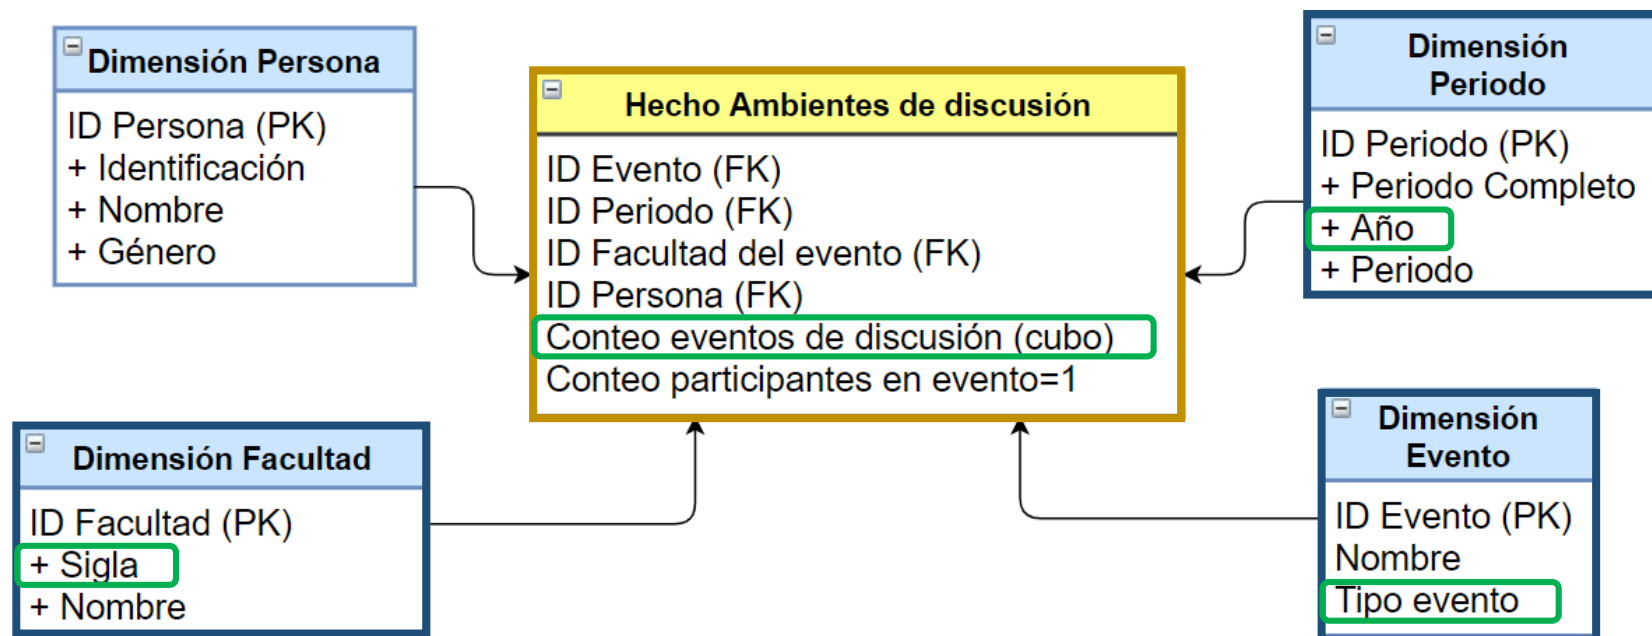 Dimensión Persona
ID Persona (PK)
+ Identificación
+ Nombre
+ Género
Hecho Ambientes de discusión
ID Evento (FK)
ID Periodo (FK)
ID Facultad del evento (FK)
ID Persona (FK)
Conteo eventos de discusión (cubo)
Conteo participantes en evento=1
Dimensión
Periodo
ID Periodo (PK)
+ Periodo Completo
+ Año
+ Periodo
Dimensión Facultad
ID Facultad (PK)
+ Sigla
+ Nombre
Dimensión
Evento
ID Evento (PK)
Nombre
Tipo evento